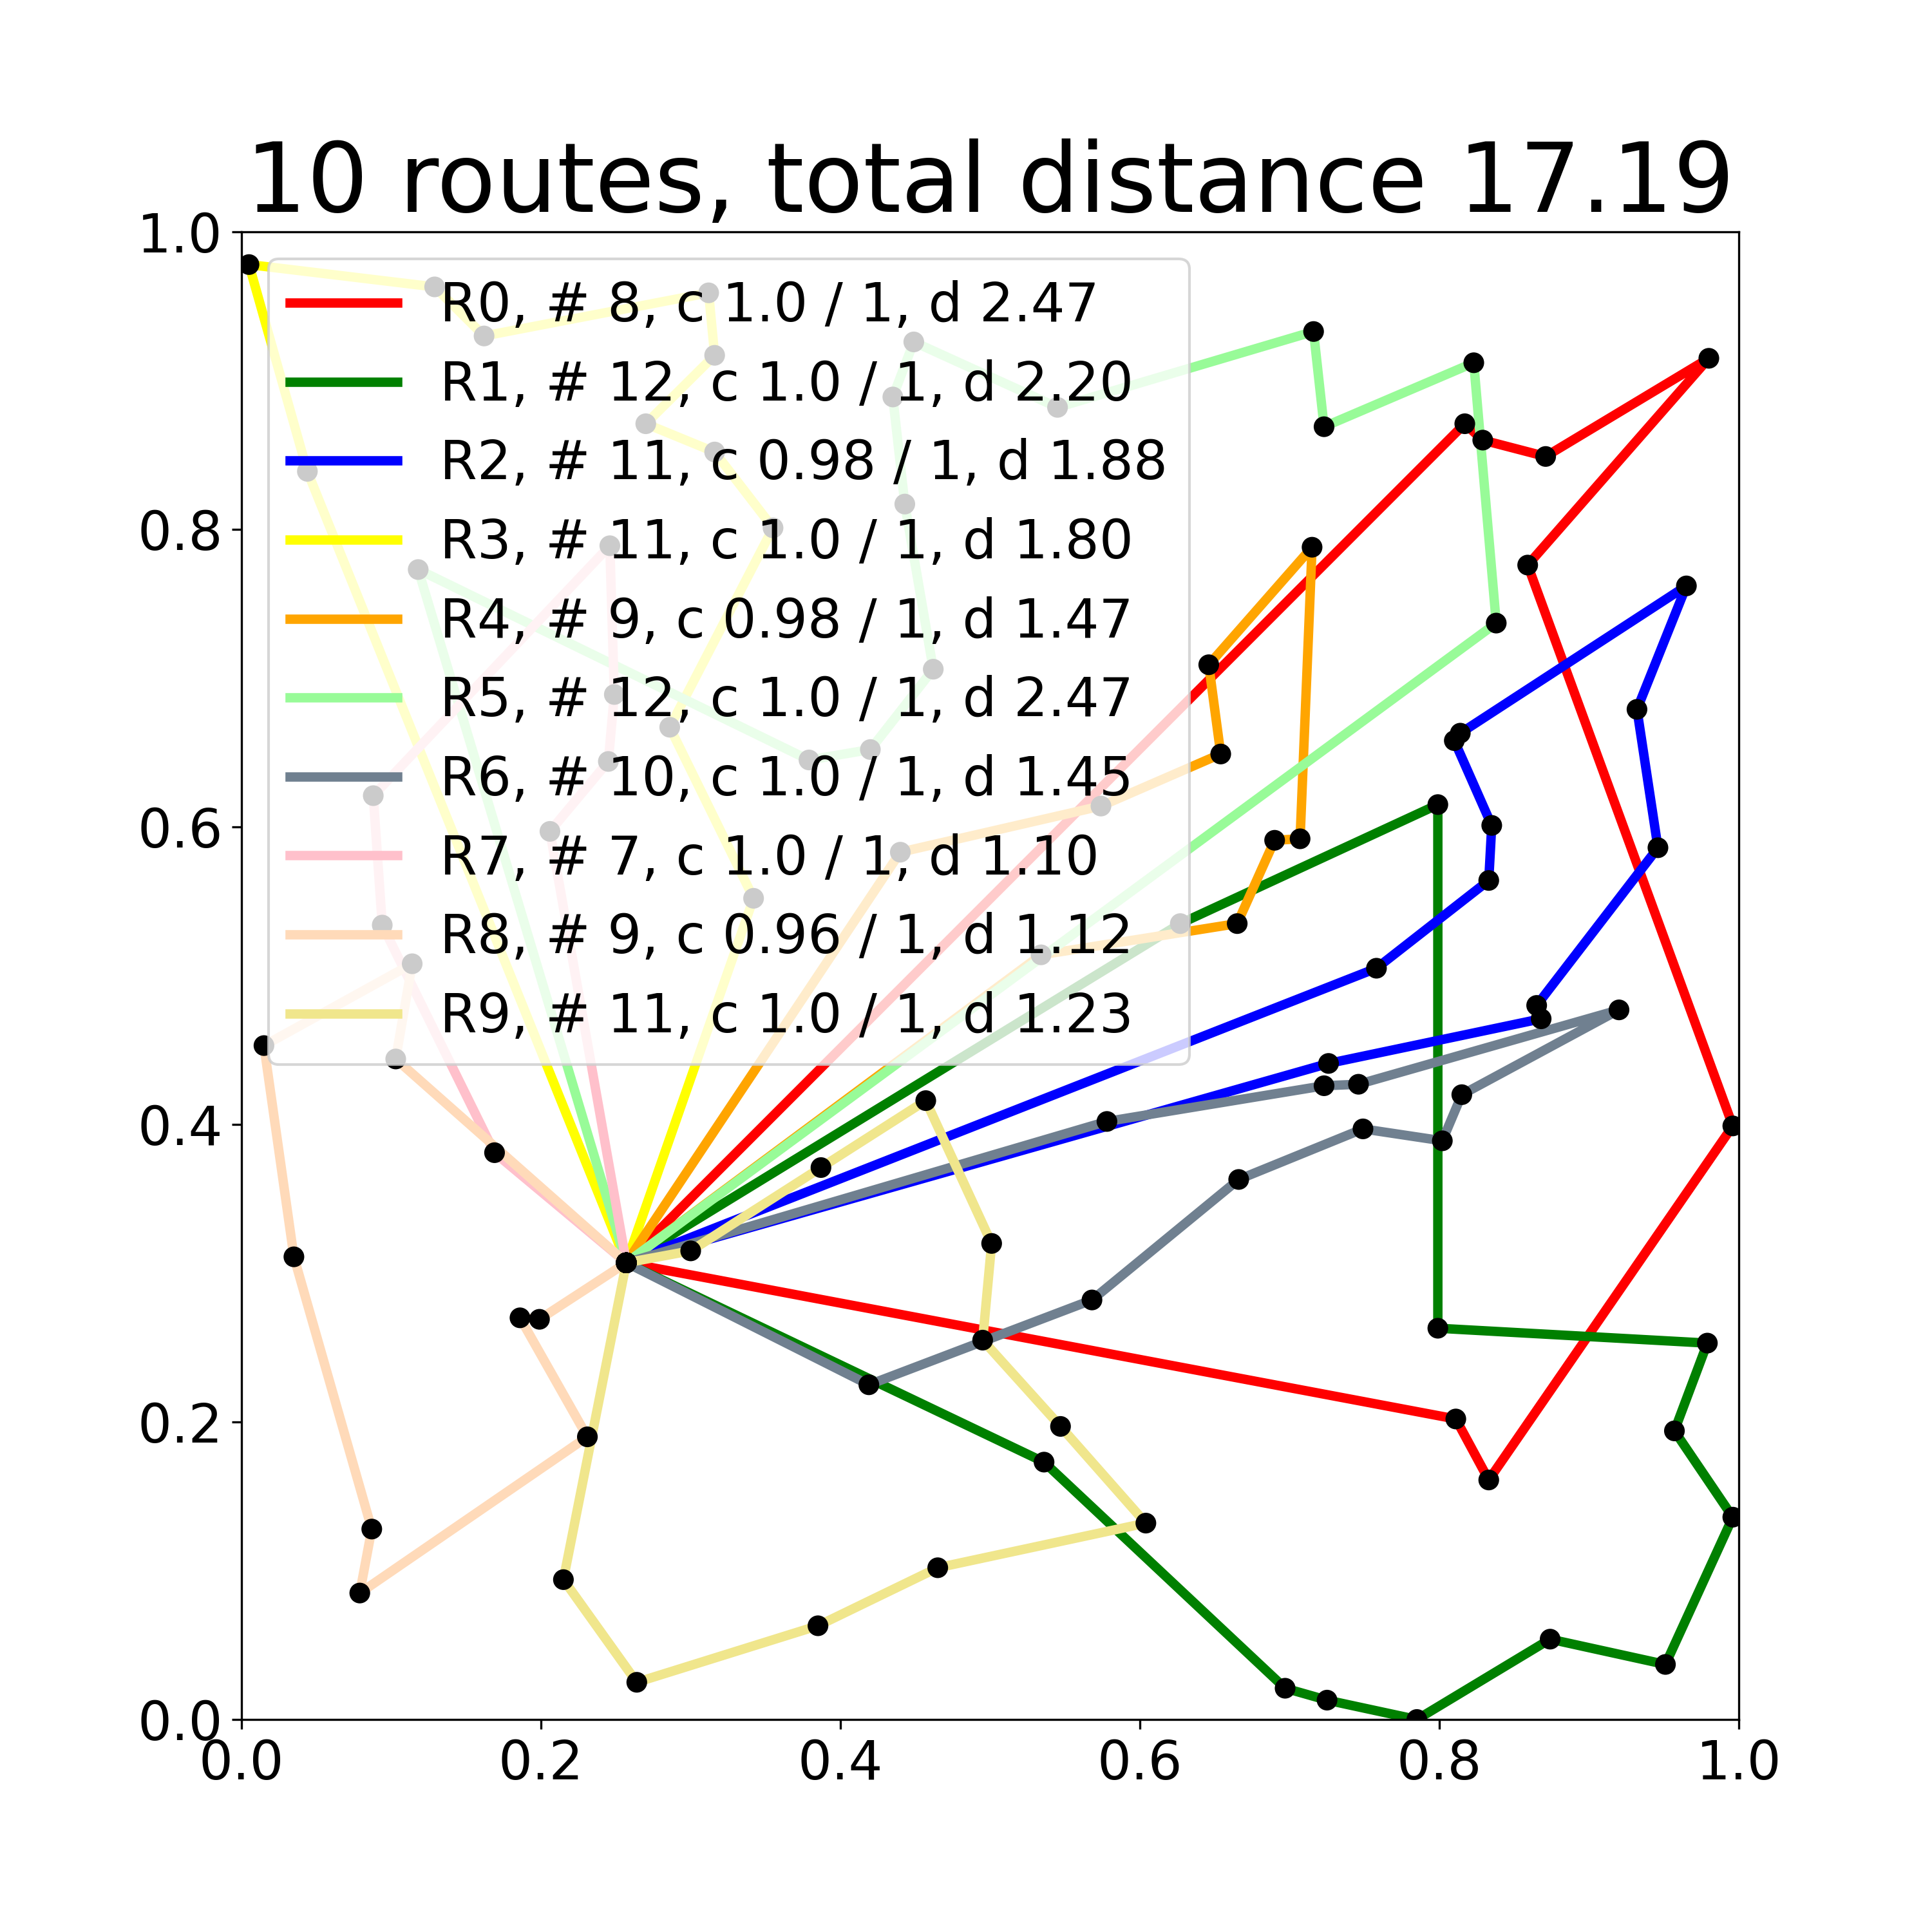 10 routes, total distance 17.19
1.0
0.8
0.6
0.4
0.2
0.0
R0, # 8, c 1.0 / 1, d 2.47
R1, # 12, c 1.0 / 1, d 2.20
R2, # 11, c 0.98 / 1, d 1.88
R3, # 11, c 1.0 / 1, d 1.80
R4, # 9, c 0.98 / 1, d 1.47
R5, # 12, c 1.0 / 1, d 2.47
R6, # 10, c 1.0 / 1, d 1.45
R7, # 7, c 1.0 / 1, d 1.10
R8, # 9, c 0.96 / 1, d 1.12
R9, # 11, c 1.0 / 1, d 1.23
0.0 0.2 0.4 0.6 0.8 1.0